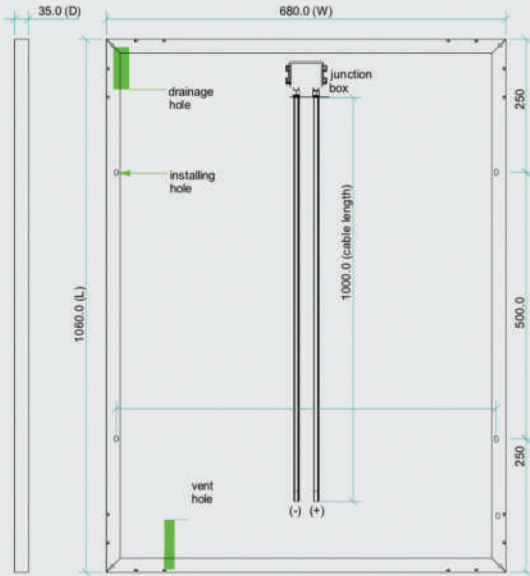 35.0 (D)
680.0 (W)
junction
box
drainage
hole
250
installing
hole
1000.0 (cable length)
1060.0 (L)
500.0
250
vent
hole
(-) (+)